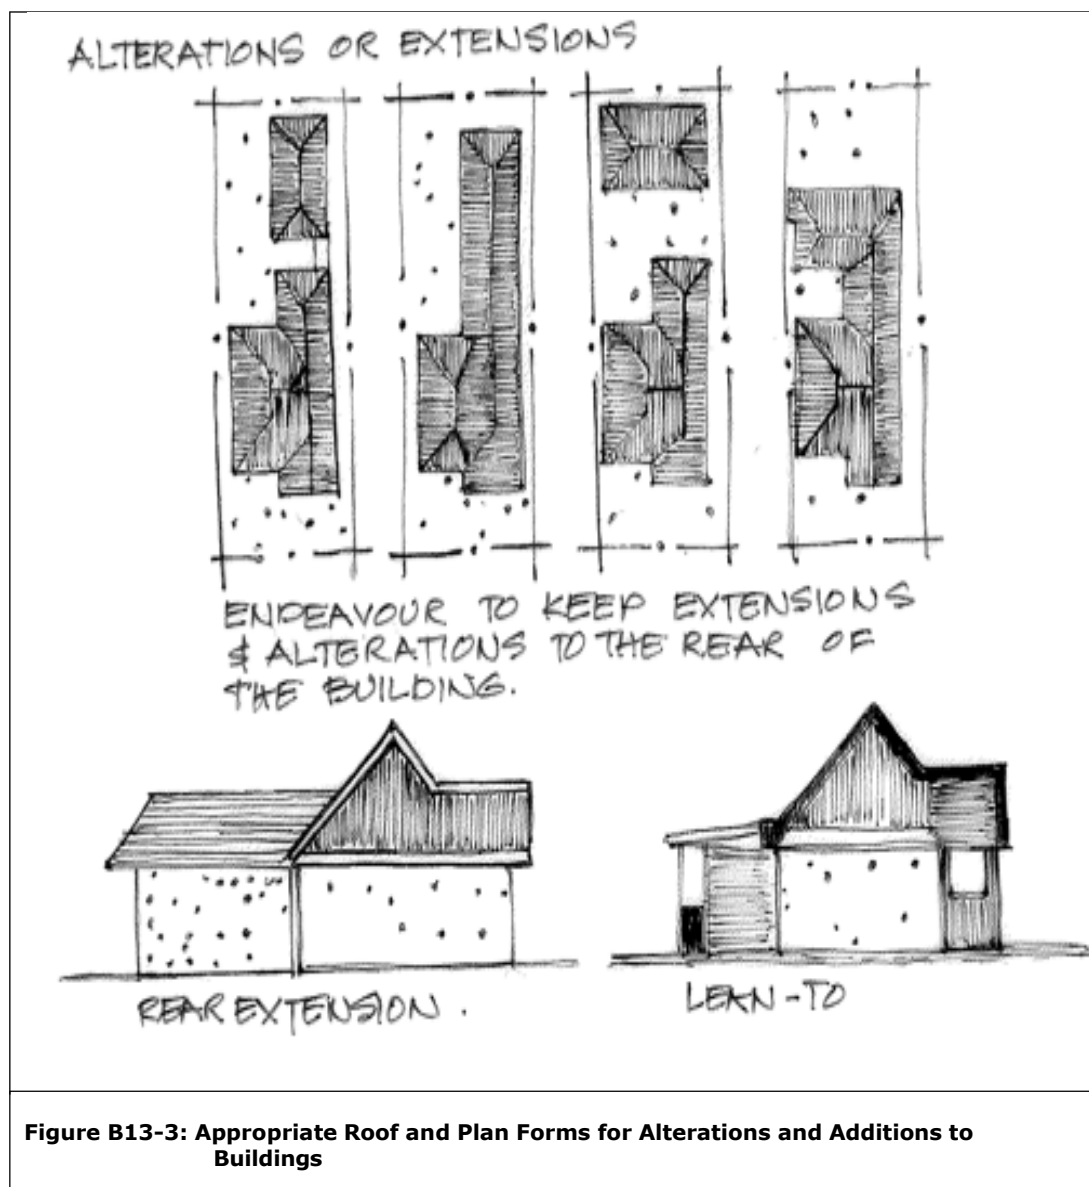 ALTERATIONS OR EXTENSIONS
ENDEAVOUR TO KEEP EXTENSIONS
& ALTERATIONS TO THE REAR OF
THE BUILDING.
REAR EXTENSION.
LEAN-TO
Figure B13-3: Appropriate Roof and Plan Forms for Alterations and Additions to
Buildings